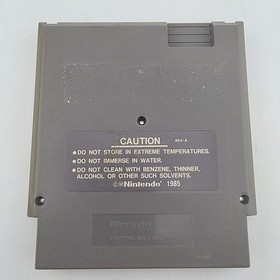 CAUTION REV-A
• DO NOT STORE IN EXTREME TEMPERATURES.
• DO NOT IMMERSE IN WATER.
• DO NOT CLEAN WITH BENZENE, THINNER,
ALCOHOL OR OTHER SUCH SOLVENTS.
©®Nintendo® 1985
Nintendo